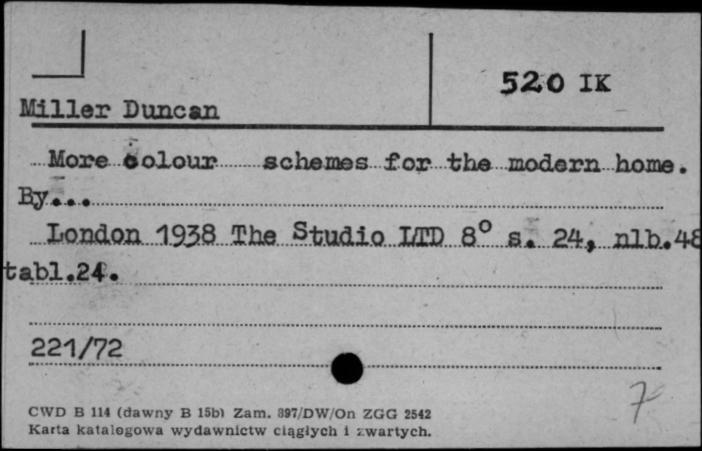 520 IK
Miller Duncan
More colour schemes for the modern home.
By...
London 1938 The Studio LTD 8° s. 24, nlb.48
tabl.24.
221/72
7
CWD B 114 (dawny B 15b) Zam. 897/DW/On ZGG 2542
Karta katalogowa wydawnictw ciągłych i zwartych.